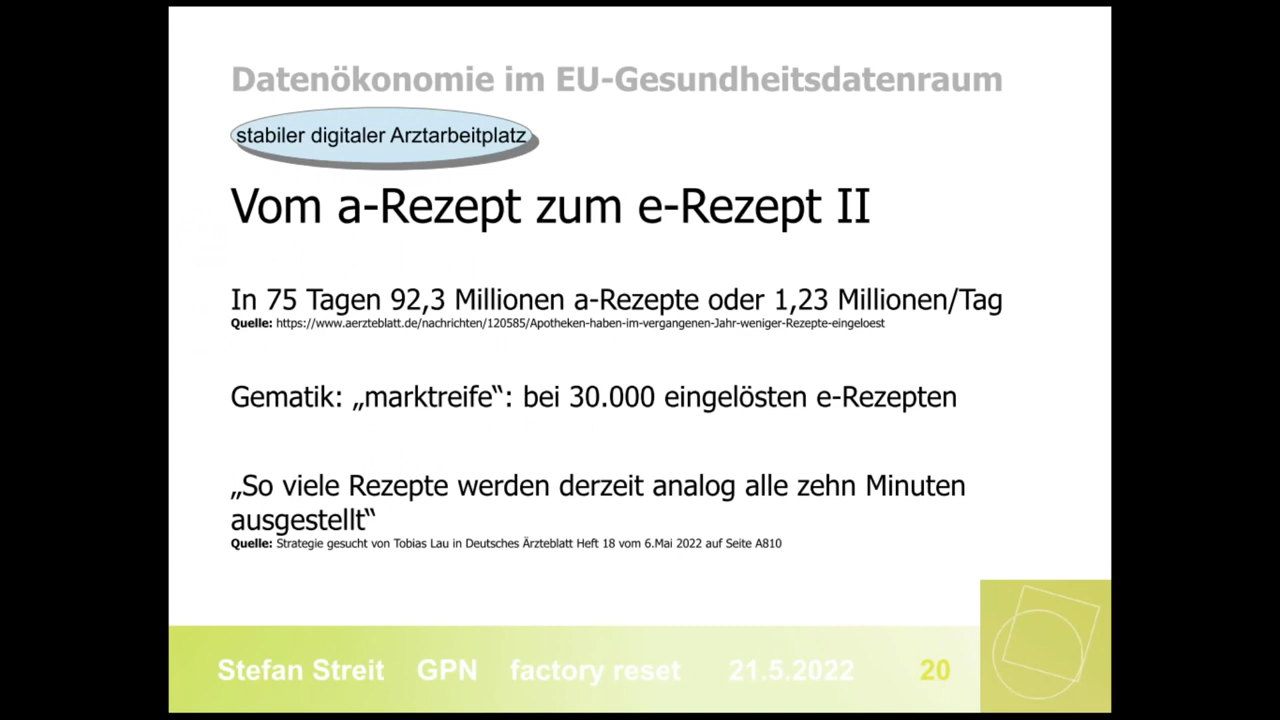 Datenökonomie im EU-Gesundheitsdatenraum
stabiler digitaler Arztarbeitplatz
Vom a-Rezept zum e-Rezept II
In 75 Tagen 92,3 Millionen a-Rezepte oder 1,23 Millionen/Tag
Quelle: https://www.aerzteblatt.de/nachrichten/120585/Apotheken-haben-im-vergangenen-Jahr-weniger-Rezepte-eingeloest
Gematik: „marktreife“: bei 30.000 eingelösten e-Rezepten
„So viele Rezepte werden derzeit analog alle zehn Minuten
ausgestellt“
Quelle: Strategie gesucht von Tobias Lau in Deutsches Ärzteblatt Heft 18 vom 6.Mai 2022 auf Seite A810
Stefan Streit GPN factory reset 21.5.2022 20